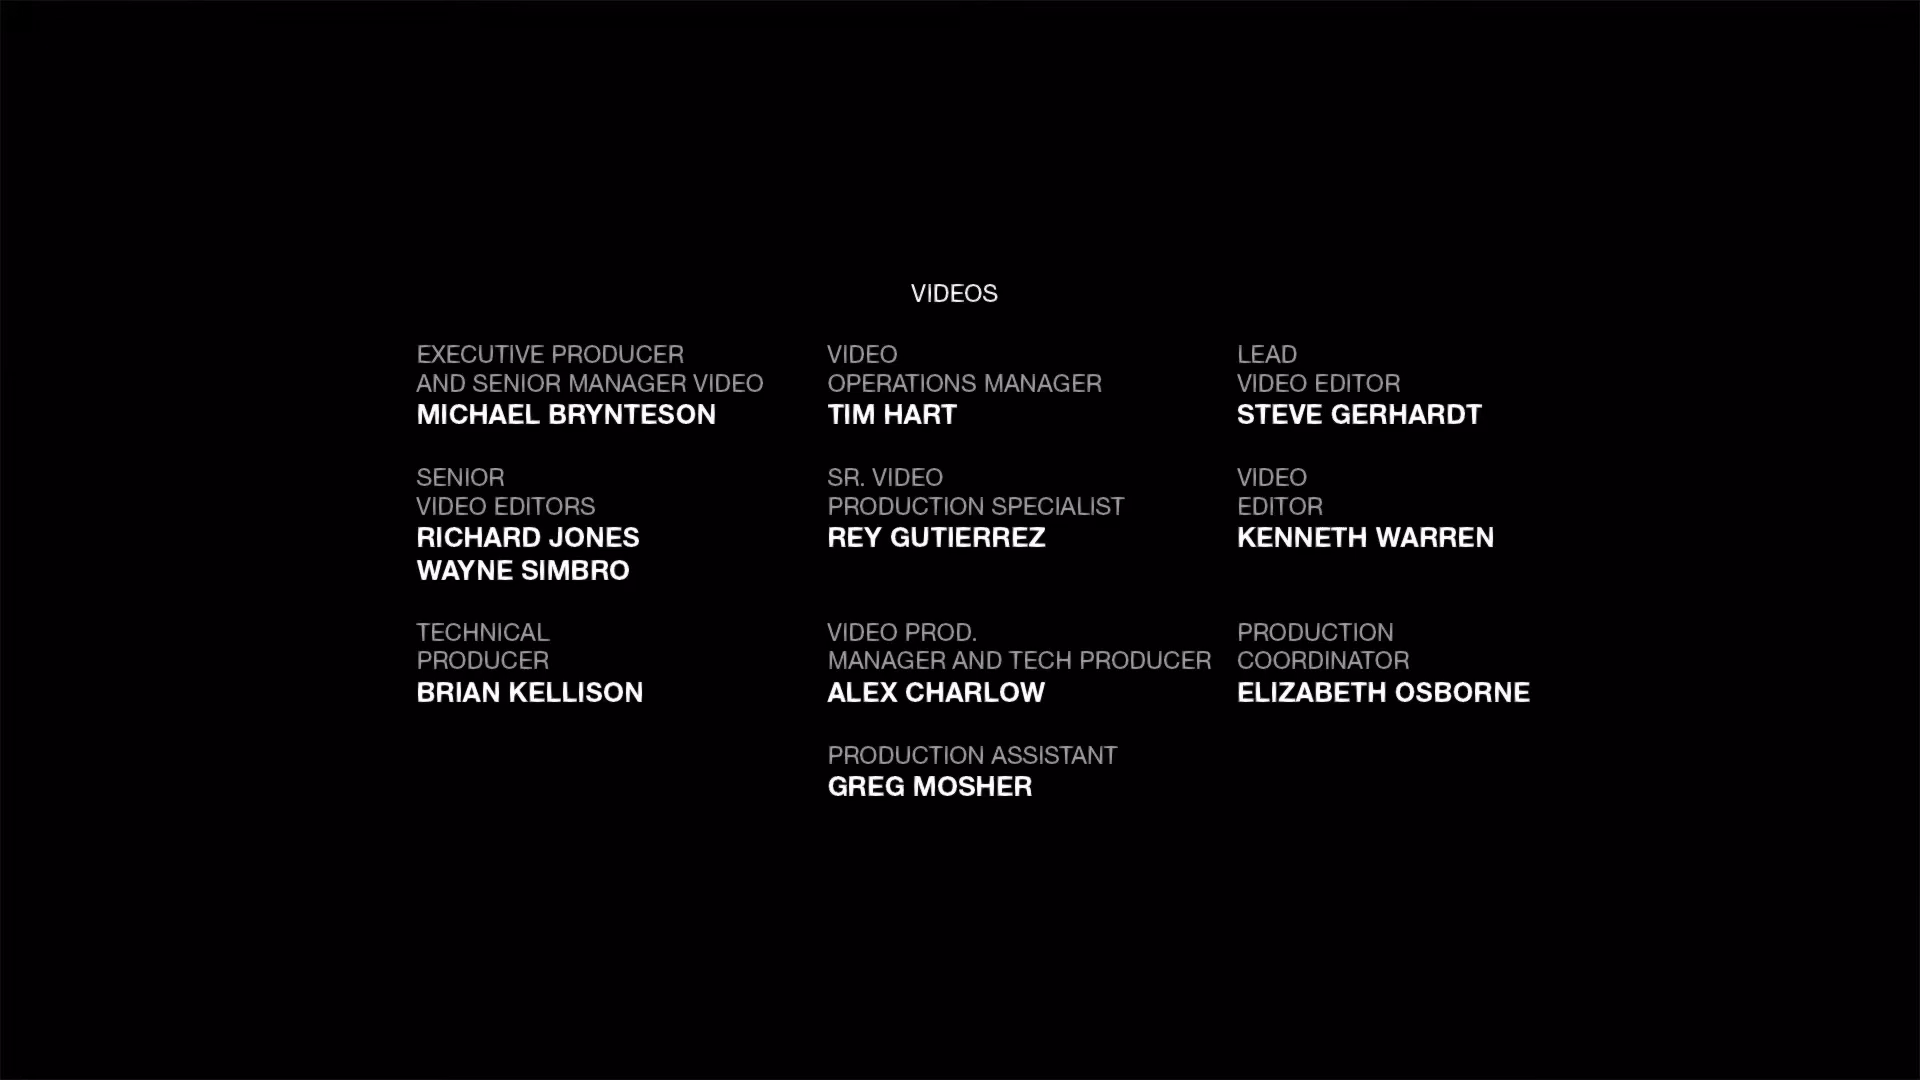 VIDEOS
EXECUTIVE PRODUCER
AND SENIOR MANAGER VIDEO
MICHAEL BRYNTESON
VIDEO
OPERATIONS MANAGER
TIM HART
LEAD
VIDEO EDITOR
STEVE GERHARDT
SENIOR
VIDEO EDITORS
RICHARD JONES
WAYNE SIMBRO
SR. VIDEO
PRODUCTION SPECIALIST
REY GUTIERREZ
VIDEO
EDITOR
KENNETH WARREN
TECHNICAL
PRODUCER
BRIAN KELLISON
VIDEO PROD.
MANAGER AND TECH PRODUCER
ALEX CHARLOW
PRODUCTION
COORDINATOR
ELIZABETH OSBORNE
PRODUCTION ASSISTANT
GREG MOSHER